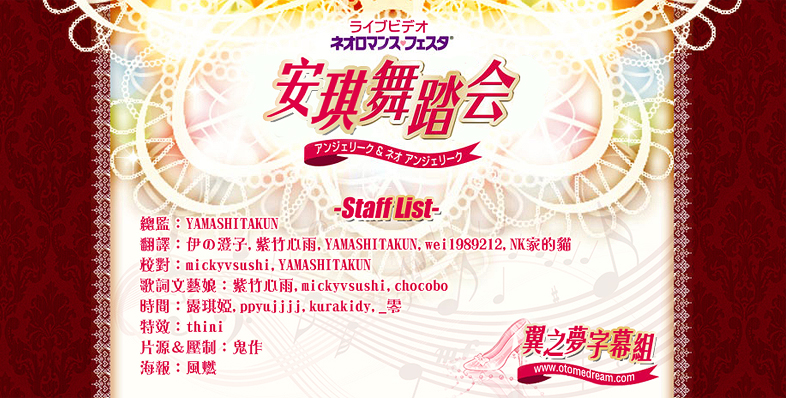 ライブビデオ
ネオロマンス♥フェスタ®
安琪舞踏会
アンジェリーク & ネオ アンジェリーク
-Staff List-
總監：YAMASHITAKUN
翻譯：伊の澄子,紫竹心雨,YAMASHITAKUN,wei1989212,NK家的貓
校對：mickyvsushi,YAMASHITAKUN
歌詞文藝娘：紫竹心雨,mickyvsushi,chocobo
時間：露琪婭,ppyujjjj,kurakidy,_零
特效：thini
片源＆壓制：鬼作
海報：風燃
翼之夢字幕組
www.otomedream.com